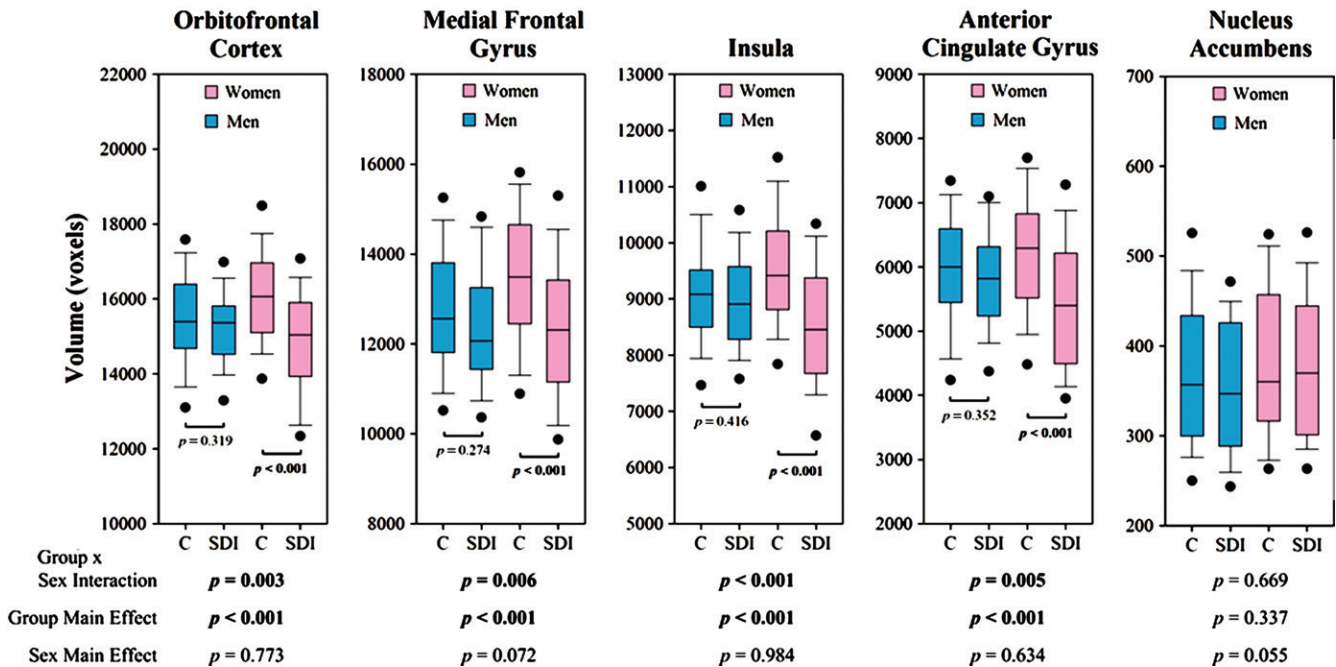 Orbitofrontal
Cortex
22000
20000
18000
16000
14000
12000
10000
Volume (voxels)
Women
Men
p = 0.319
p < 0.001
C SDI C SDI
Medial Frontal
Gyrus
18000
16000
14000
12000
10000
8000
Women
Men
p = 0.274
p < 0.001
C SDI C SDI
Insula
13000
12000
11000
10000
9000
8000
7000
6000
5000
Women
Men
p = 0.416
p < 0.001
C SDI C SDI
Anterior
Cingulate Gyrus
9000
8000
7000
6000
5000
4000
3000
2000
Women
Men
p = 0.352
p < 0.001
C SDI C SDI
Nucleus
Accumbens
700
600
500
400
300
200
Women
Men
C SDI C SDI
Group x
Sex Interaction p = 0.003 p = 0.006 p < 0.001 p = 0.005 p = 0.669
Group Main Effect p < 0.001 p < 0.001 p < 0.001 p < 0.001 p = 0.337
Sex Main Effect p = 0.773 p = 0.072 p = 0.984 p = 0.634 p = 0.055